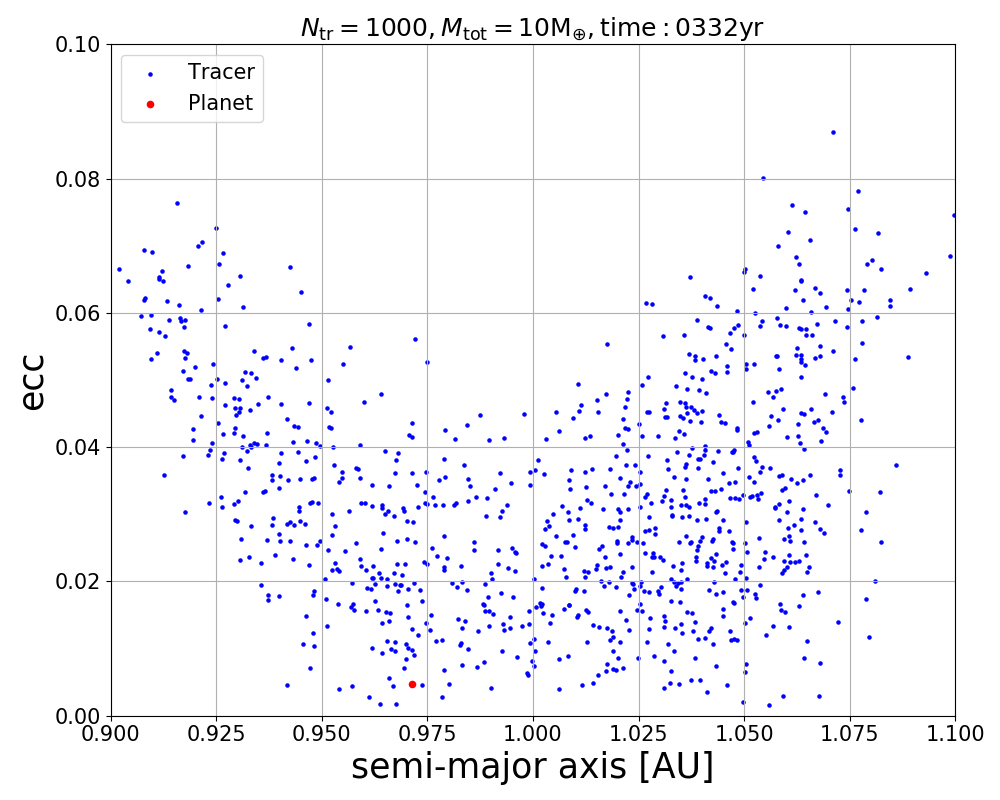 N_tr = 1000, M_tot = 10M_⊕, time : 0332yr
Tracer
Planet
0.10
0.08
0.06
0.04
0.02
0.00
ecc
0.900 0.925 0.950 0.975 1.000 1.025 1.050 1.075 1.100
semi-major axis [AU]